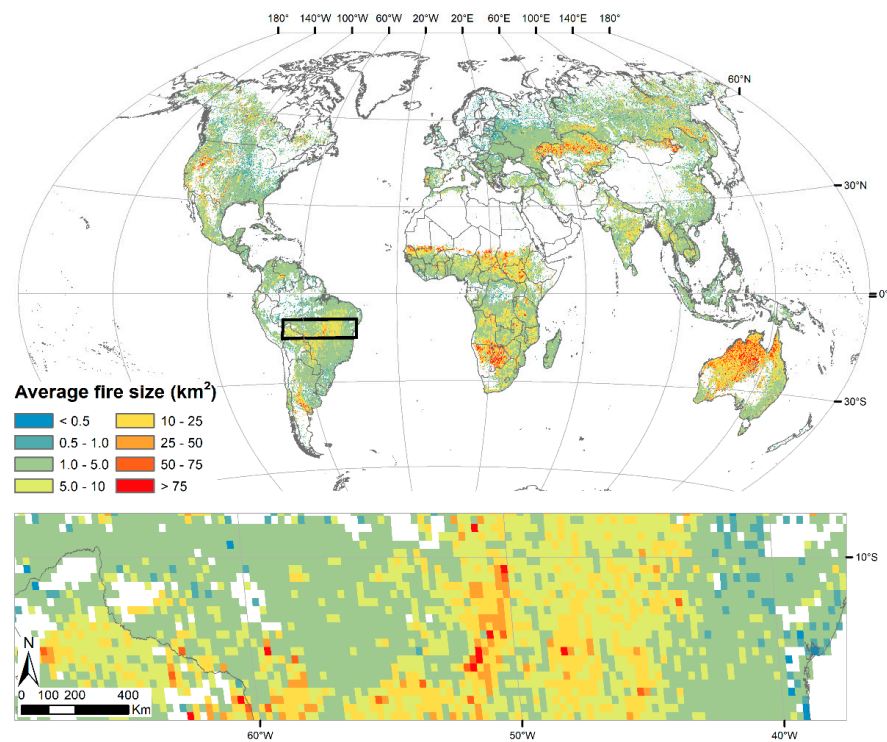 180° 140°W 100°W 60°W 20°W 20°E 60°E 100°E 140°E 180°
60°N
30°N
0°
30°S
Average fire size (km²)
< 0.5 10 - 25
0.5 - 1.0 25 - 50
1.0 - 5.0 50 - 75
5.0 - 10 > 75
10°S
N
0 100 200 400
Km
60°W 50°W 40°W